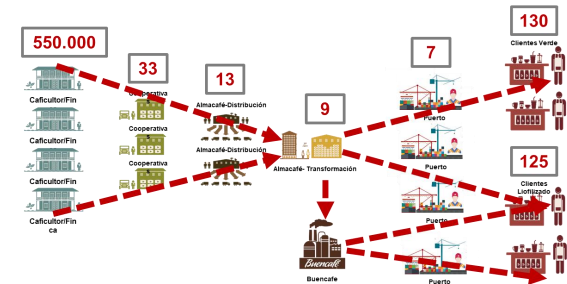 550.000
33
13
9
7
130
125
Caficultor/Fin
Caficultor/Fin
Caficultor/Fin
Caficultor/Fin
ca
Cooperativa
Cooperativa
Cooperativa
Almacafé-Distribución
Almacafé-Distribución
Almacafé- Transformación
Buencafé
Buencafe
Puerto
Puerto
Puerto
Puerto
Clientes Verde
Clientes
Liofilizado